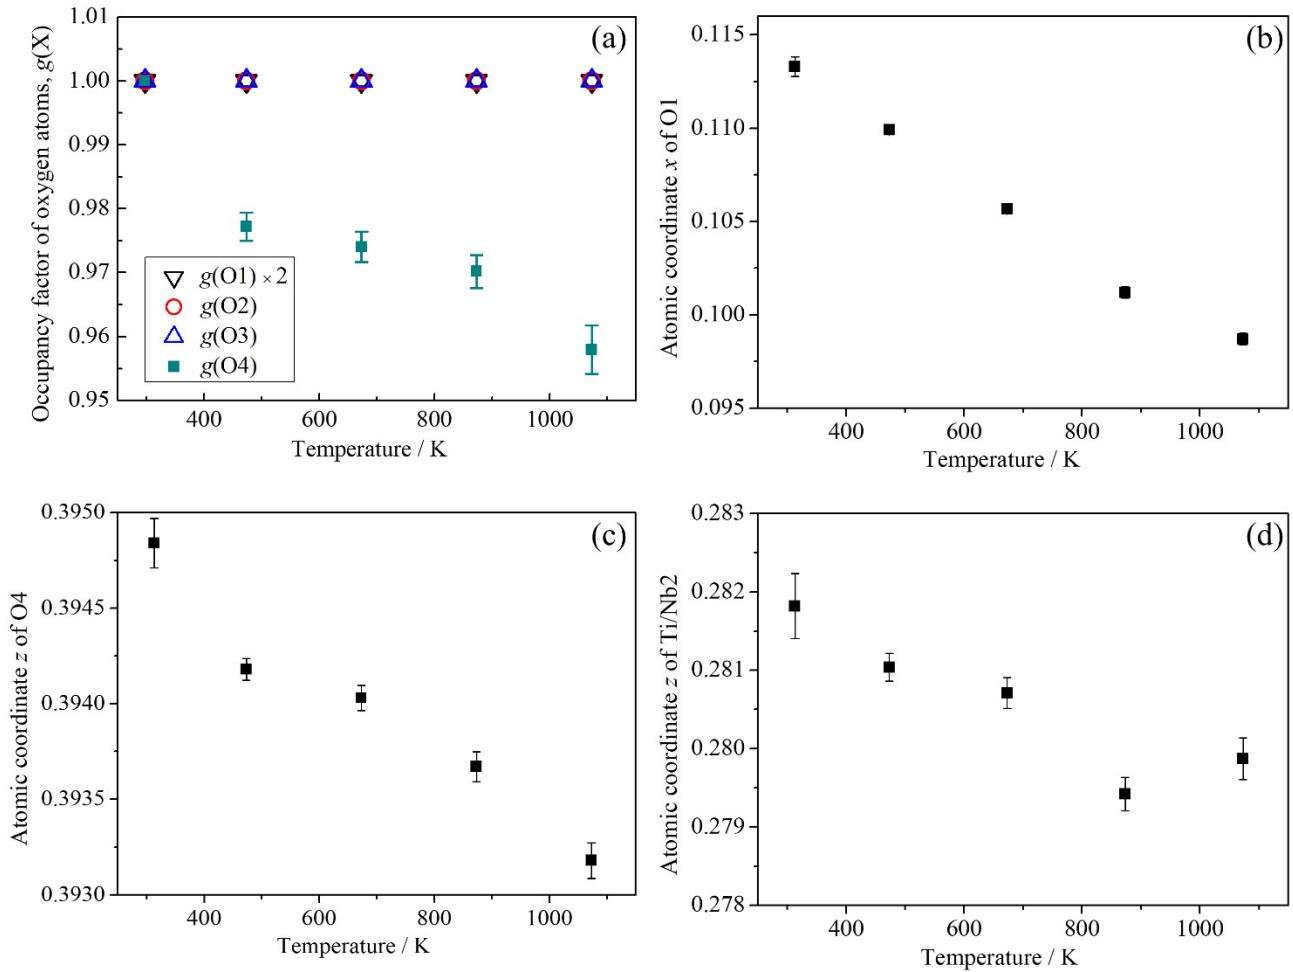 (a)
1.01
1.00
0.99
0.98
0.97
0.96
0.95
Occupancy factor of oxygen atoms, g(X)
g(O1) × 2
g(O2)
g(O3)
g(O4)
400 600 800 1000
Temperature / K
(b)
0.115
0.110
0.105
0.100
0.095
Atomic coordinate x of O1
400 600 800 1000
Temperature / K
(c)
0.3950
0.3945
0.3940
0.3935
0.3930
Atomic coordinate z of O4
400 600 800 1000
Temperature / K
(d)
0.283
0.282
0.281
0.280
0.279
0.278
Atomic coordinate z of Ti/Nb2
400 600 800 1000
Temperature / K